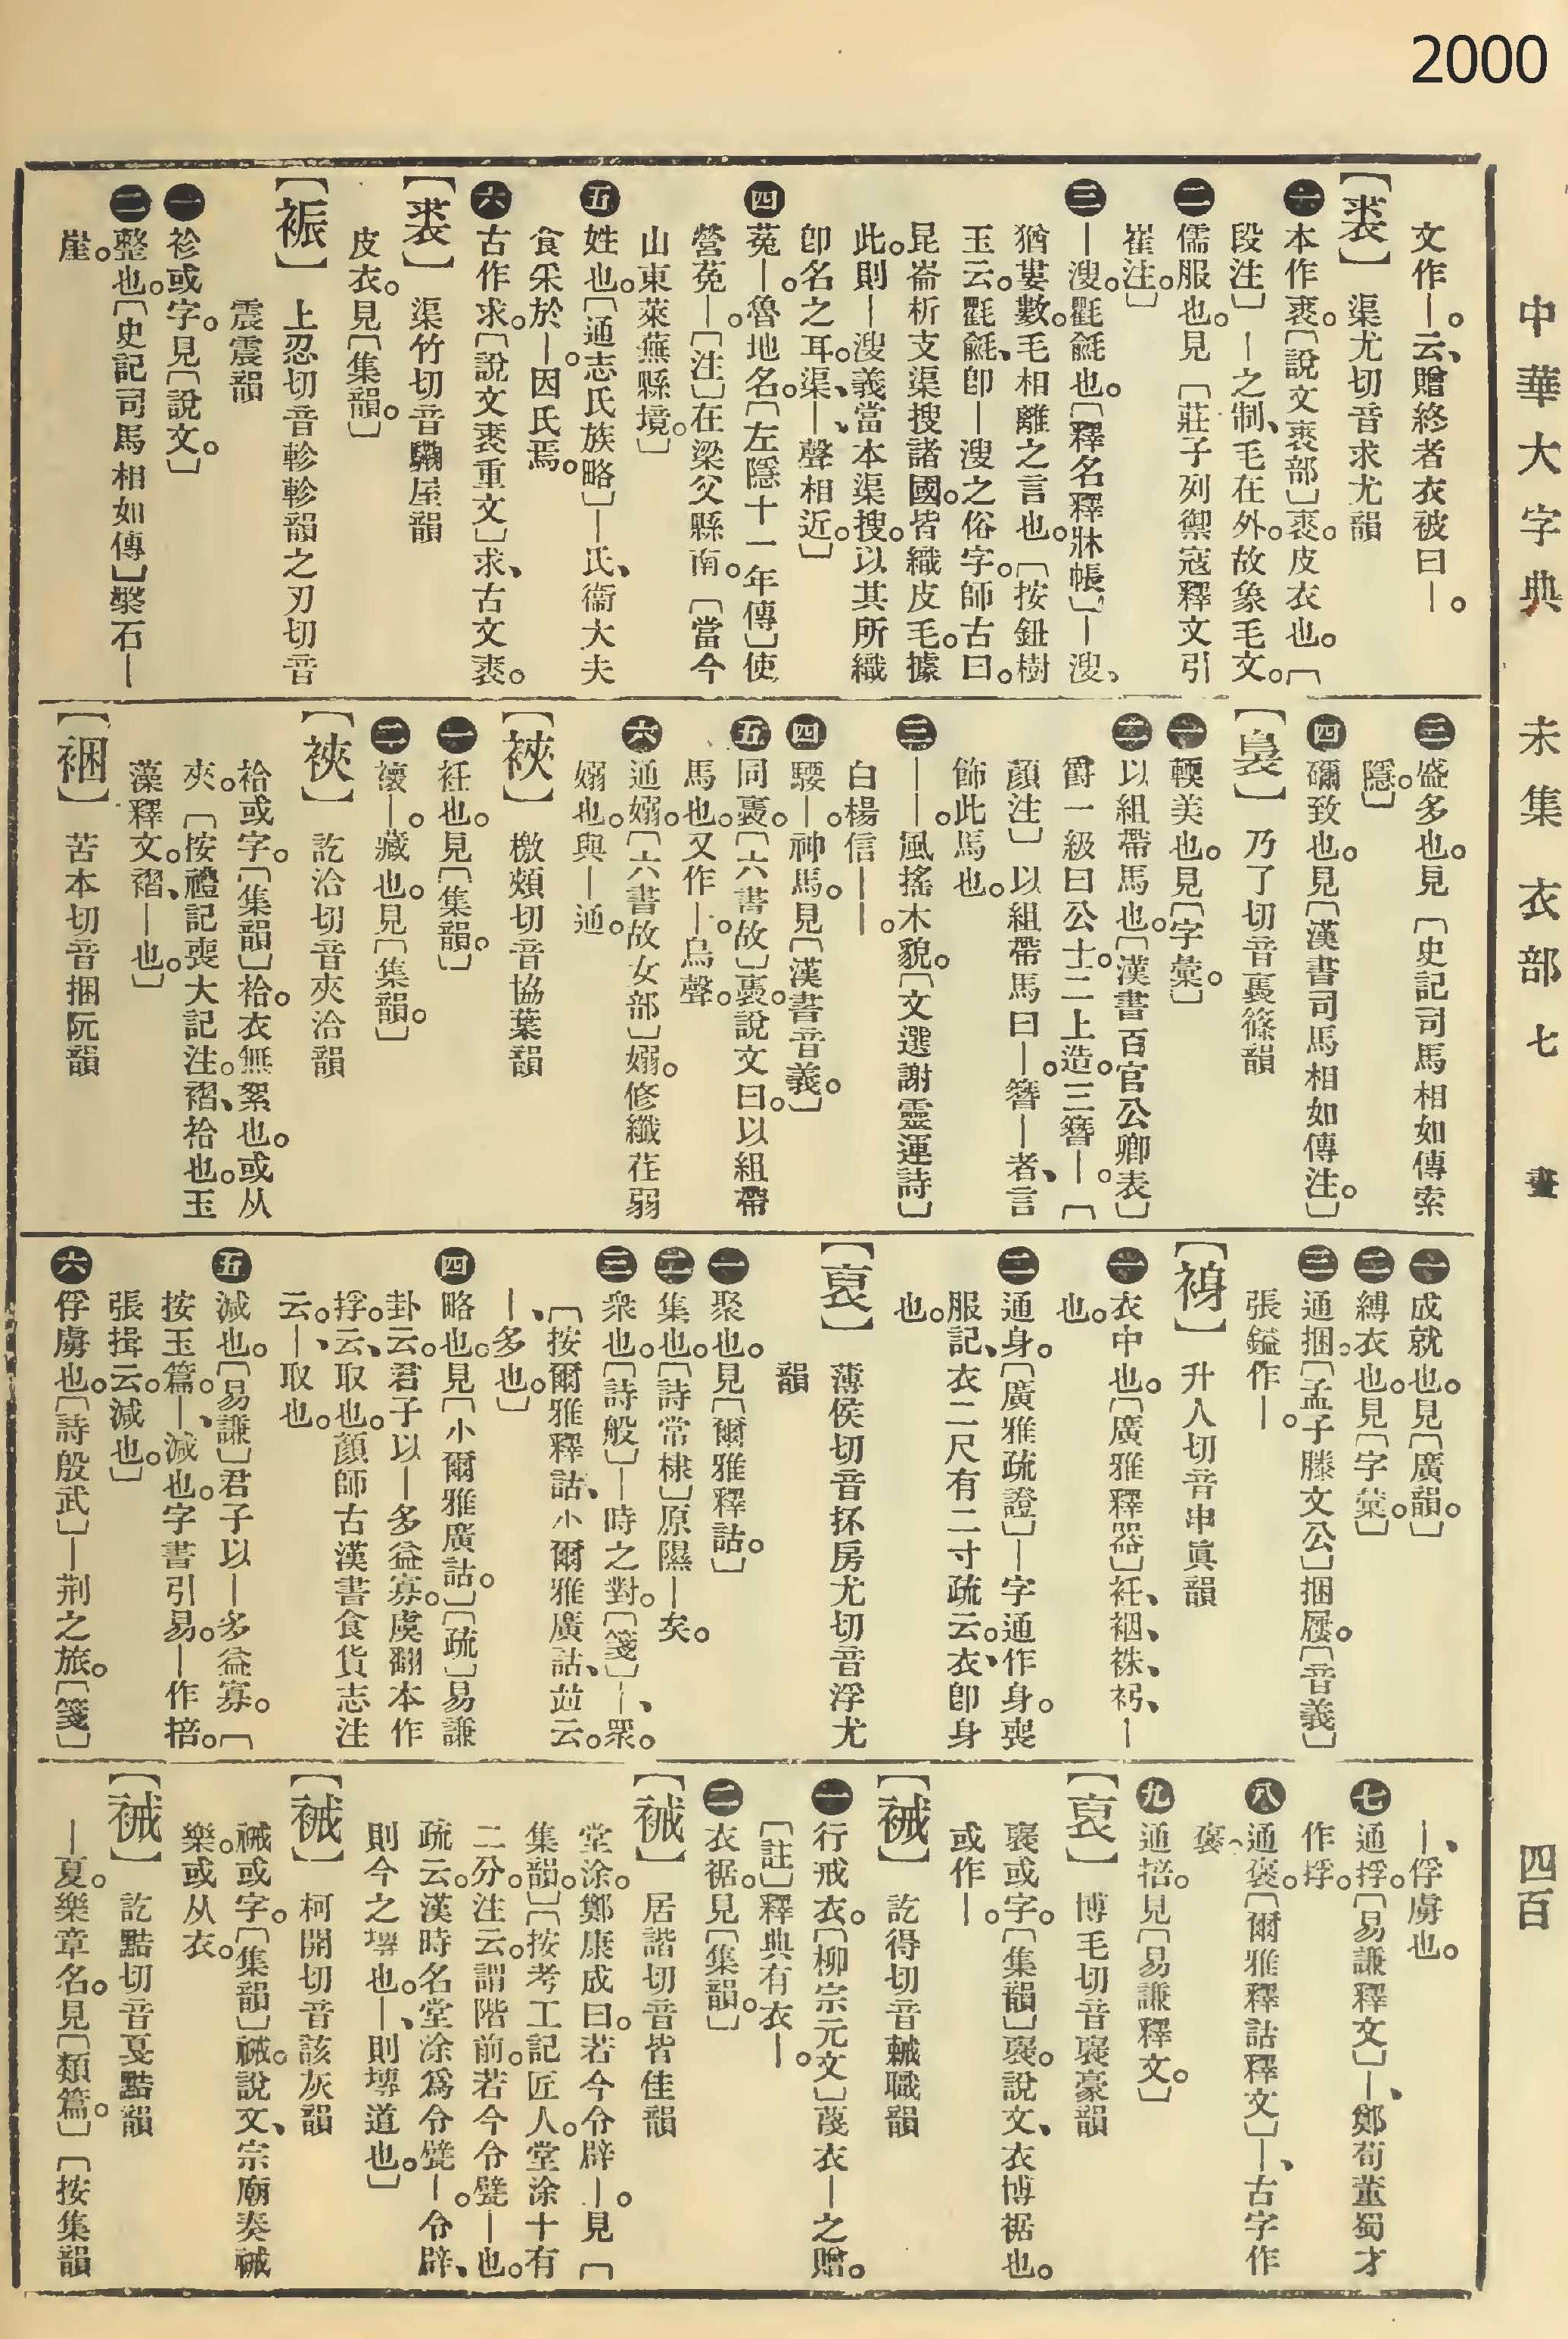 2000
中華大字典 未集 衣部 七畫 四百
文作—。云、贈終者衣被曰—。
【裘】 渠尤切音求尤韻
㊀本作裘。〔說文裘部〕裘。皮衣也。〔
段注〕—之制、毛在外。故象毛文。
㊁儒服也。見〔莊子列禦寇釋文引
崔注。〕
㊂—溲。氍毹也。〔釋名釋牀帳〕—溲、
猶婁數。毛相離之言也。〔按鈕樹
玉云。氍毹、卽—溲之俗字。師古曰。
昆崙析支渠搜諸國。皆織皮毛。據
此。則—溲義當本渠搜。以其所織
卽名之耳。渠、—、聲相近。〕
㊃菟—。魯地名。〔左隱十一年傳〕使
營菟—。〔注〕在梁父縣南。〔當今
山東萊蕪縣境。〕
㊄姓也。〔通志氏族略〕—氏、衞大夫
食采於—。因氏焉。
㊅古作求。〔說文裘重文〕求、古文裘。
【裘】 渠竹切音驧屋韻
皮衣。見〔集韻。〕
【裖】 上忍切音軫軫韻之刃切音
震震韻
㊀袗或字。見〔說文。〕
㊁整也。〔史記司馬相如傳〕槃石—
崖。
㊂盛多也。見〔史記司馬相如傳索
隱。〕
㊃磃致也。見〔漢書司馬相如傳注。〕
【裊】 乃了切音裹篠韻
㊀輭美也。見〔字彙。〕
㊁以組帶馬也。〔漢書百官公卿表〕
爵一級曰公士。二上造。三簪—。〔
顏注〕以組帶馬曰—。簪—者、言
飾此馬也。
㊂——。風搖木貌。〔文選謝靈運詩〕
白楊信——。
㊃騕—。神馬。見〔漢書音義。〕
㊄同褭。〔六書故〕褭。說文曰。以組帶
馬也。又作—。鳥聲。
㊅通嫋。〔六書故女部〕嫋。修纖荏弱
嫋也。與—通。
【裌】 檄頰切音協葉韻
㊀衽也。見〔集韻。〕
㊁褱—。藏也。見〔集韻。〕
【裌】 訖洽切音夾洽韻
袷或字。〔集韻〕袷。衣無絮也。或从
夾。〔按禮記喪大記注。褶、袷也。玉
藻釋文。褶、—也。〕
【裍】 苦本切音捆阮韻
㊀成就也。見〔廣韻。〕
㊁縛衣也。見〔字彙。〕
㊂通捆。〔孟子滕文公〕捆屨。〔音義〕
張鎰作—。
【裑】 升人切音申眞韻
㊀衣中也。〔廣雅釋器〕衽、裀、袾、袑、—
也。
㊁通身。〔廣雅疏證〕—字通作身。喪
服記、衣二尺有二寸疏云。衣、卽身
也。
【裒】 薄侯切音抔房尤切音浮尤
韻
㊀聚也。見〔爾雅釋詁。〕
㊁集也。〔詩常棣〕原隰—矣。
㊂衆也。〔詩般〕—時之對。〔箋〕—、衆。
〔按爾雅釋詁、小爾雅廣詁、竝云。
—、多也。〕
㊃略也。見〔小爾雅廣詁。〕〔疏〕易謙
卦云。君子以—多益寡。虞翻本作
捊。云、取也。顏師古漢書食貨志注
云。—、取也。
㊄減也。〔易謙〕君子以—多益寡。〔
按玉篇。—、減也。字書引易。—作掊。
張揖云。減也。〕
㊅俘虜也。〔詩殷武〕—荊之旅。〔箋〕
—、俘虜也。
㊆通捊。〔易謙釋文〕—、鄭荀董蜀才
作捊。
㊇通褒。〔爾雅釋詁釋文〕—、古字作
褒。
㊈通掊。見〔易謙釋文。〕
【裒】 博毛切音襃豪韻
襃或字。〔集韻〕襃。說文、衣博裾也。
或作—。
【裓】 訖得切音䩯職韻
㊀行戒衣。〔柳宗元文〕蔆衣—之贈。
〔註〕釋典有衣—。
㊁衣裾。見〔集韻。〕
【裓】 居諧切音皆佳韻
堂涂。鄭康成曰。若今令辟—。見〔
集韻。〕〔按考工記匠人。堂涂十有
二分。注云。謂階前。若今令甓—也。
疏云。漢時名堂涂爲令甓—。令辟、
則今之塼也。—、則塼道也。〕
【裓】 柯開切音該灰韻
祴或字。〔集韻〕祴。說文、宗廟奏祴
樂。或从衣。
【裓】 訖黠切音戛黠韻
—夏。樂章名。見〔類篇。〕〔按集韻